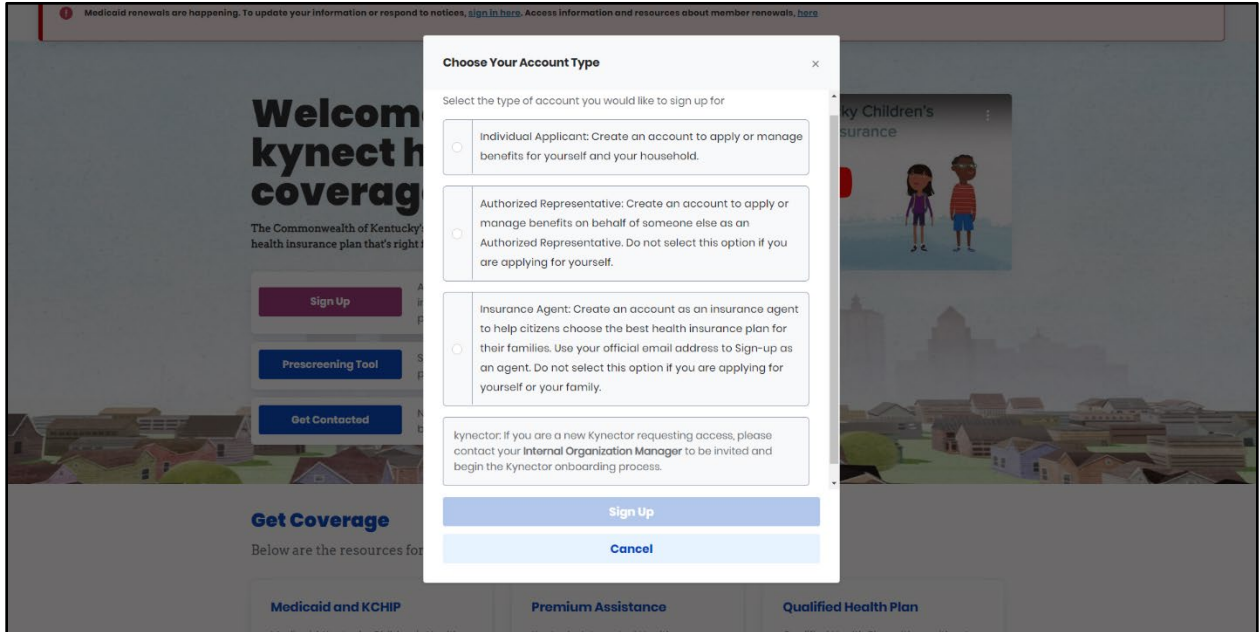 Medicaid renewals are happening. To update your information or respond to notices, sign in here. Access information and resources about member renewals, here
Choose Your Account Type ×
Select the type of account you would like to sign up for
Individual Applicant: Create an account to apply or manage
benefits for yourself and your household.
Authorized Representative: Create an account to apply or
manage benefits on behalf of someone else as an
Authorized Representative. Do not select this option if you
are applying for yourself.
Insurance Agent: Create an account as an insurance agent
to help citizens choose the best health insurance plan for
their families. Use your official email address to Sign-up as
an agent. Do not select this option if you are applying for
yourself or your family.
kynector: If you are a new Kynector requesting access, please
contact your Internal Organization Manager to be invited and
begin the Kynector onboarding process.
Sign Up
Cancel
Welcom
kynect h
coverag
The Commonwealth of Kentucky's
health insurance plan that's right
Sign Up
Prescreening Tool
Get Contacted
ky Children's
surance
Get Coverage
Below are the resources for
Medicaid and KCHIP
Premium Assistance
Qualified Health Plan